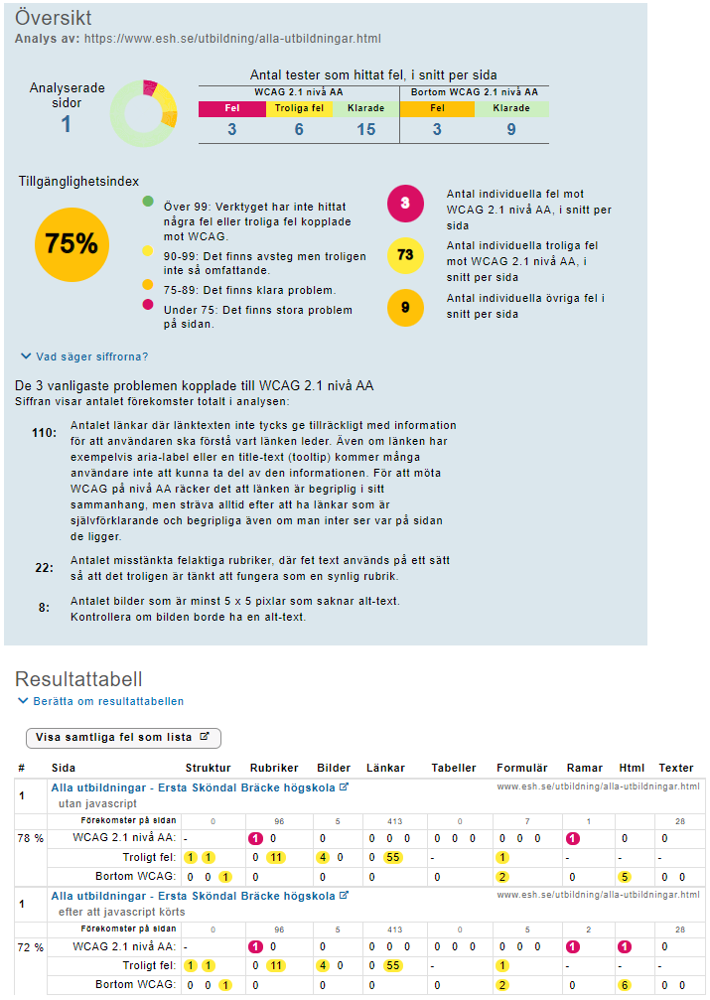 Översikt
Analys av: https://www.esh.se/utbildning/alla-utbildningar.html
Analyserade
sidor
1
Antal tester som hittat fel, i snitt per sida
WCAG 2.1 nivå AA Bortom WCAG 2.1 nivå AA
Fel Troliga fel Klarade Fel Klarade
3 6 15 3 9
Tillgänglighetsindex
75%
Över 99: Verktyget har inte hittat
några fel eller troliga fel kopplade
mot WCAG.
90-99: Det finns avsteg men troligen
inte så omfattande.
75-89: Det finns klara problem.
Under 75: Det finns stora problem
på sidan.
3
Antal individuella fel mot
WCAG 2.1 nivå AA, i snitt per
sida
73
Antal individuella troliga fel
mot WCAG 2.1 nivå AA, i
snitt per sida
9
Antal individuella övriga fel i
snitt per sida
Vad säger siffrorna?
De 3 vanligaste problemen kopplade till WCAG 2.1 nivå AA
Siffran visar antalet förekomster totalt i analysen:
110: Antalet länkar där länktexten inte tycks ge tillräckligt med information
för att användaren ska förstå vart länken leder. Även om länken har
exempelvis aria-label eller en title-text (tooltip) kommer många
användare inte att kunna ta del av den informationen. För att möta
WCAG på nivå AA räcker det att länken är begriplig i sitt
sammanhang, men sträva alltid efter att ha länkar som är
självförklarande och begripliga även om man inter ser var på sidan
de ligger.
22: Antalet misstänkta felaktiga rubriker, där fet text används på ett sätt
så att det troligen är tänkt att fungera som en synlig rubrik.
8: Antalet bilder som är minst 5 x 5 pixlar som saknar alt-text.
Kontrollera om bilden borde ha en alt-text.
Resultattabell
Berätta om resultattabellen
Visa samtliga fel som lista
# Sida Struktur Rubriker Bilder Länkar Tabeller Formulär Ramar Html Texter
1 Alla utbildningar - Ersta Sköndal Bräcke högskola www.esh.se/utbildning/alla-utbildningar.html
utan javascript
Förekomster på sidan 0 96 5 413 0 7 1 28
78 % WCAG 2.1 nivå AA: - 1 0 0 0 0 0 0 0 0 0 0 0 1 0 0
Troligt fel: 1 1 0 11 4 0 0 55 - 1 - - -
Bortom WCAG: 0 0 1 0 0 0 0 2 0 5 0 0
1 Alla utbildningar - Ersta Sköndal Bräcke högskola www.esh.se/utbildning/alla-utbildningar.html
efter att javascript körts
Förekomster på sidan 0 96 5 413 0 5 2 28
72 % WCAG 2.1 nivå AA: - 1 0 0 0 0 0 0 0 0 0 0 0 1 1 0
Troligt fel: 1 1 0 11 4 0 0 55 - 1 - - -
Bortom WCAG: 0 0 1 0 0 0 0 2 0 6 0 0